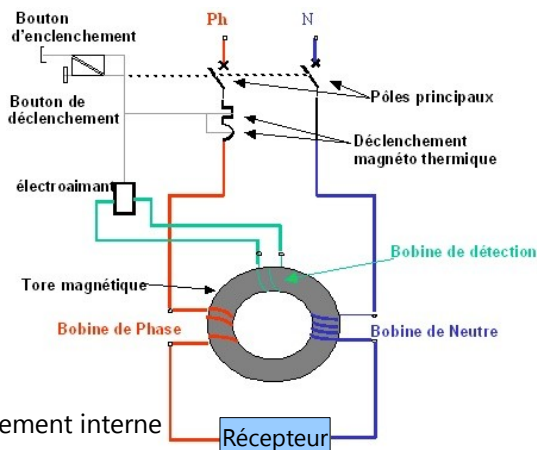 Bouton
d'enclenchement
Ph
N
Bouton de
déclenchement
Pôles principaux
Déclenchement
magnéto thermique
électroaimant
Bobine de détection
Tore magnétique
Bobine de Phase
Bobine de Neutre
ement interne
Récepteur